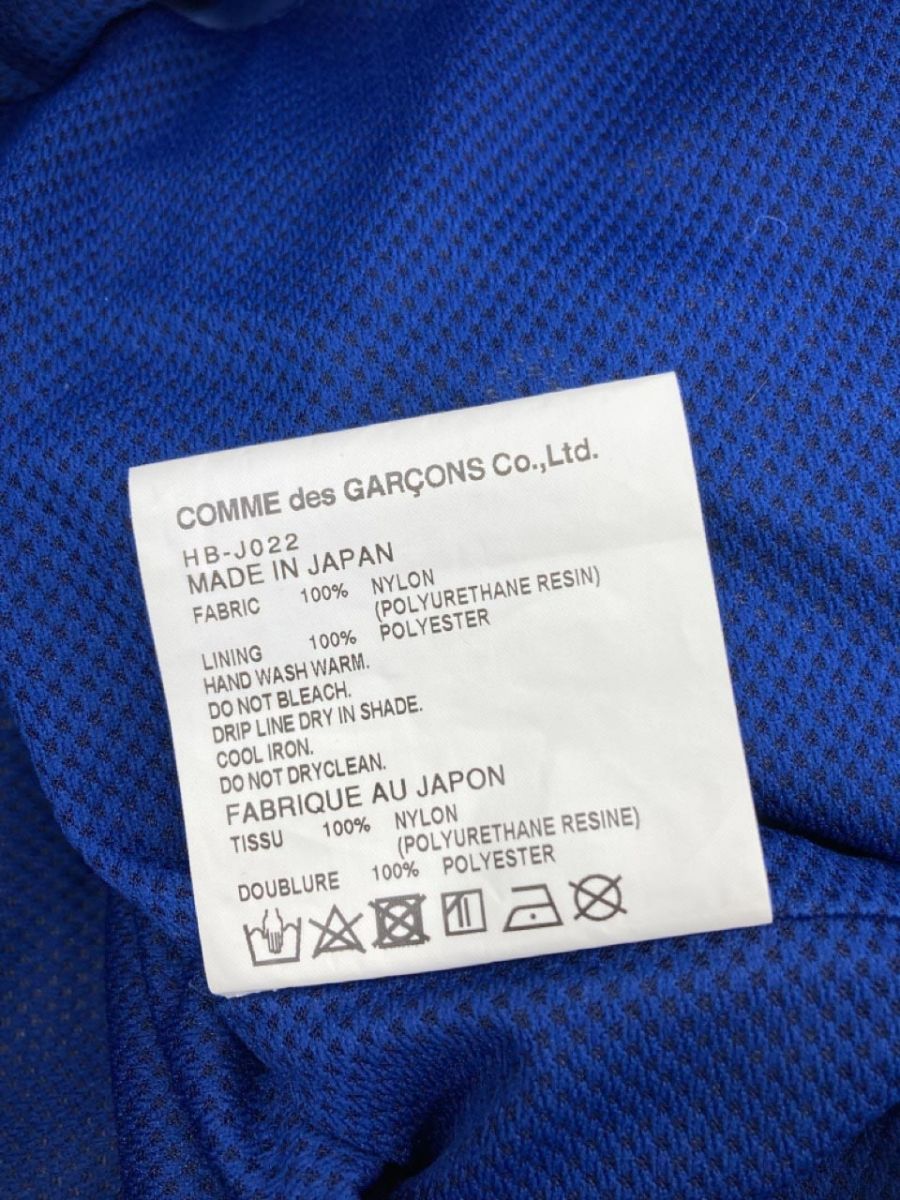 COMME des GARÇONS Co.,Ltd.
HB-J022
MADE IN JAPAN
FABRIC 100% NYLON
(POLYURETHANE RESIN)
LINING 100% POLYESTER
HAND WASH WARM.
DO NOT BLEACH.
DRIP LINE DRY IN SHADE.
COOL IRON.
DO NOT DRYCLEAN.
FABRIQUE AU JAPON
TISSU 100% NYLON
(POLYURETHANE RESINE)
DOUBLURE 100% POLYESTER